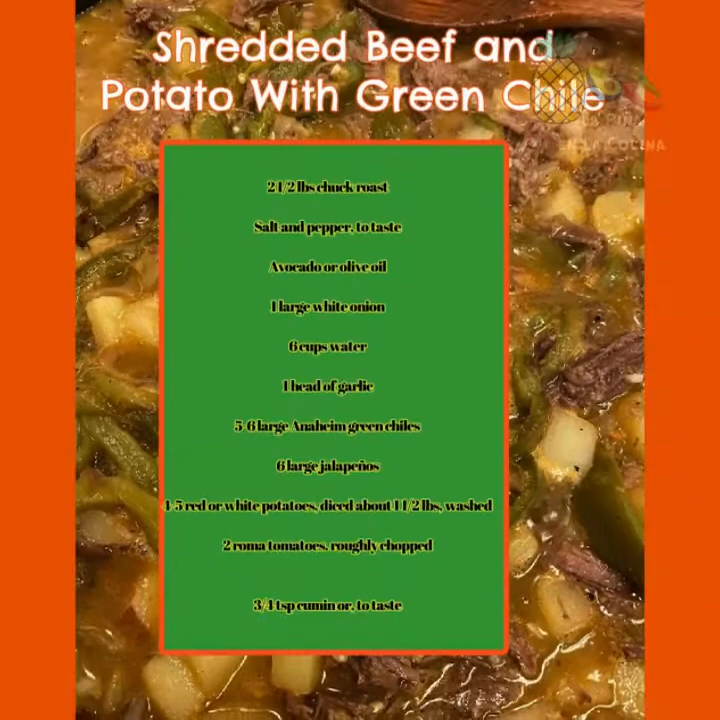 Shredded Beef and
Potato With Green Chile
LA COCINA
2 1/2 lbs chuck roast
Salt and pepper, to taste
Avocado or olive oil
1 large white onion
6 cups water
1 head of garlic
5-6 large Anaheim green chiles
6 large jalapeños
4-5 red or white potatoes, diced about 1 1/2 lbs, washed
2 roma tomatoes. roughly chopped
3/4 tsp cumin or, to taste